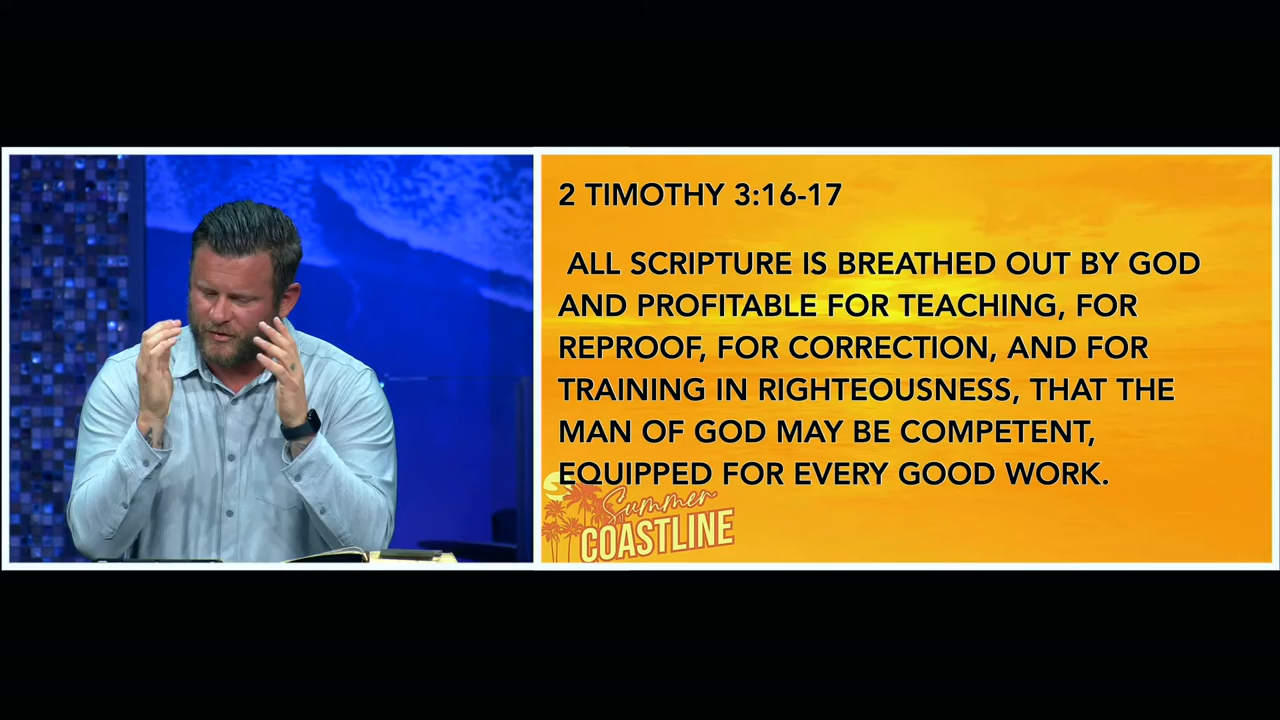 2 TIMOTHY 3:16-17
ALL SCRIPTURE IS BREATHED OUT BY GOD
AND PROFITABLE FOR TEACHING, FOR
REPROOF, FOR CORRECTION, AND FOR
TRAINING IN RIGHTEOUSNESS, THAT THE
MAN OF GOD MAY BE COMPETENT,
EQUIPPED FOR EVERY GOOD WORK.
Summer
COASTLINE